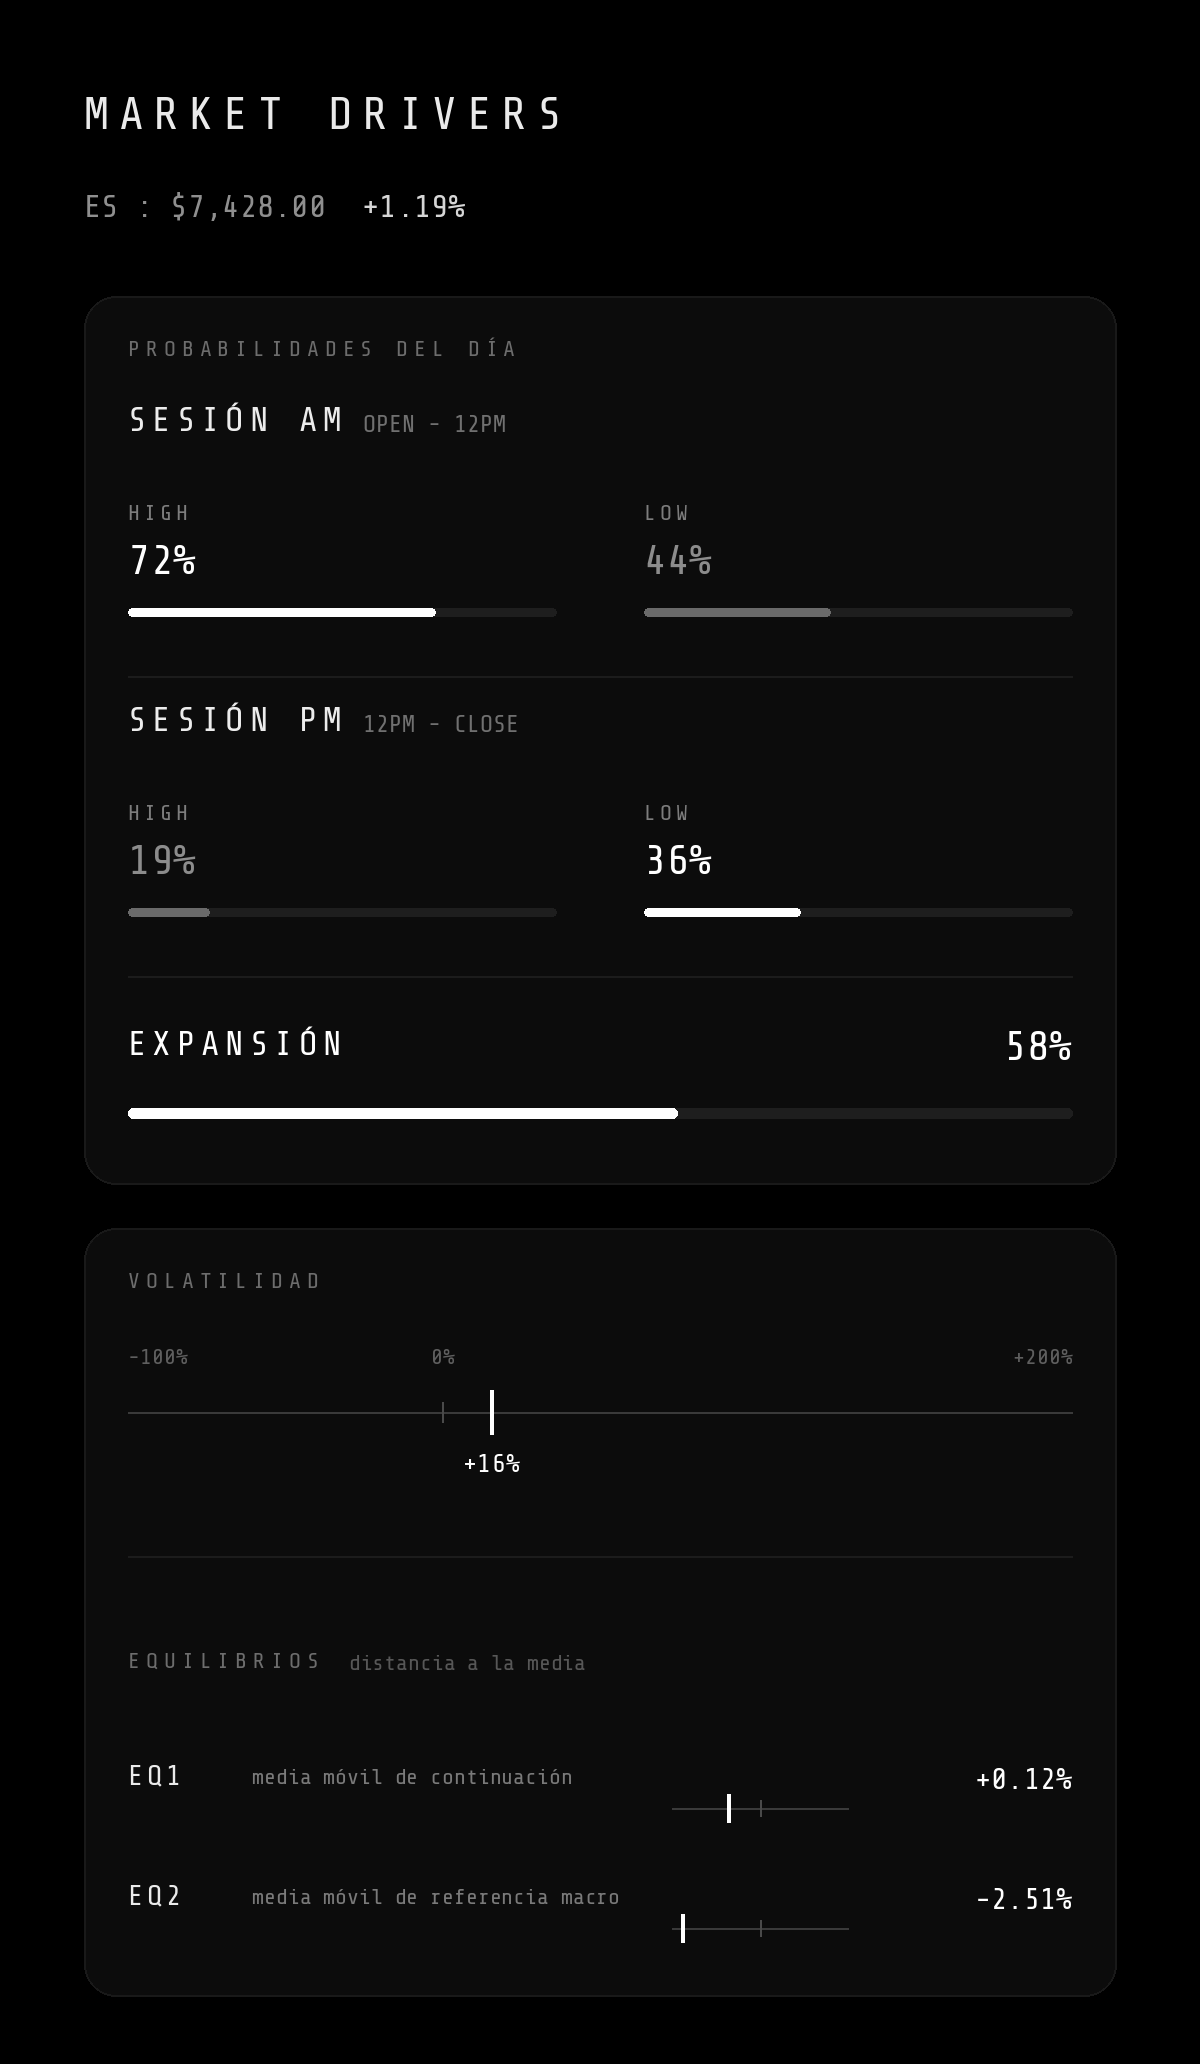 MARKET DRIVERS
ES : $7,428.00 +1.19%
PROBABILIDADES DEL DÍA
SESIÓN AM OPEN – 12PM
HIGH LOW
72% 44%
SESIÓN PM 12PM – CLOSE
HIGH LOW
19% 36%
EXPANSIÓN 58%
VOLATILIDAD
-100% 0% +200%
+16%
EQUILIBRIOS distancia a la media
EQ1 media móvil de continuación +0.12%
EQ2 media móvil de referencia macro -2.51%